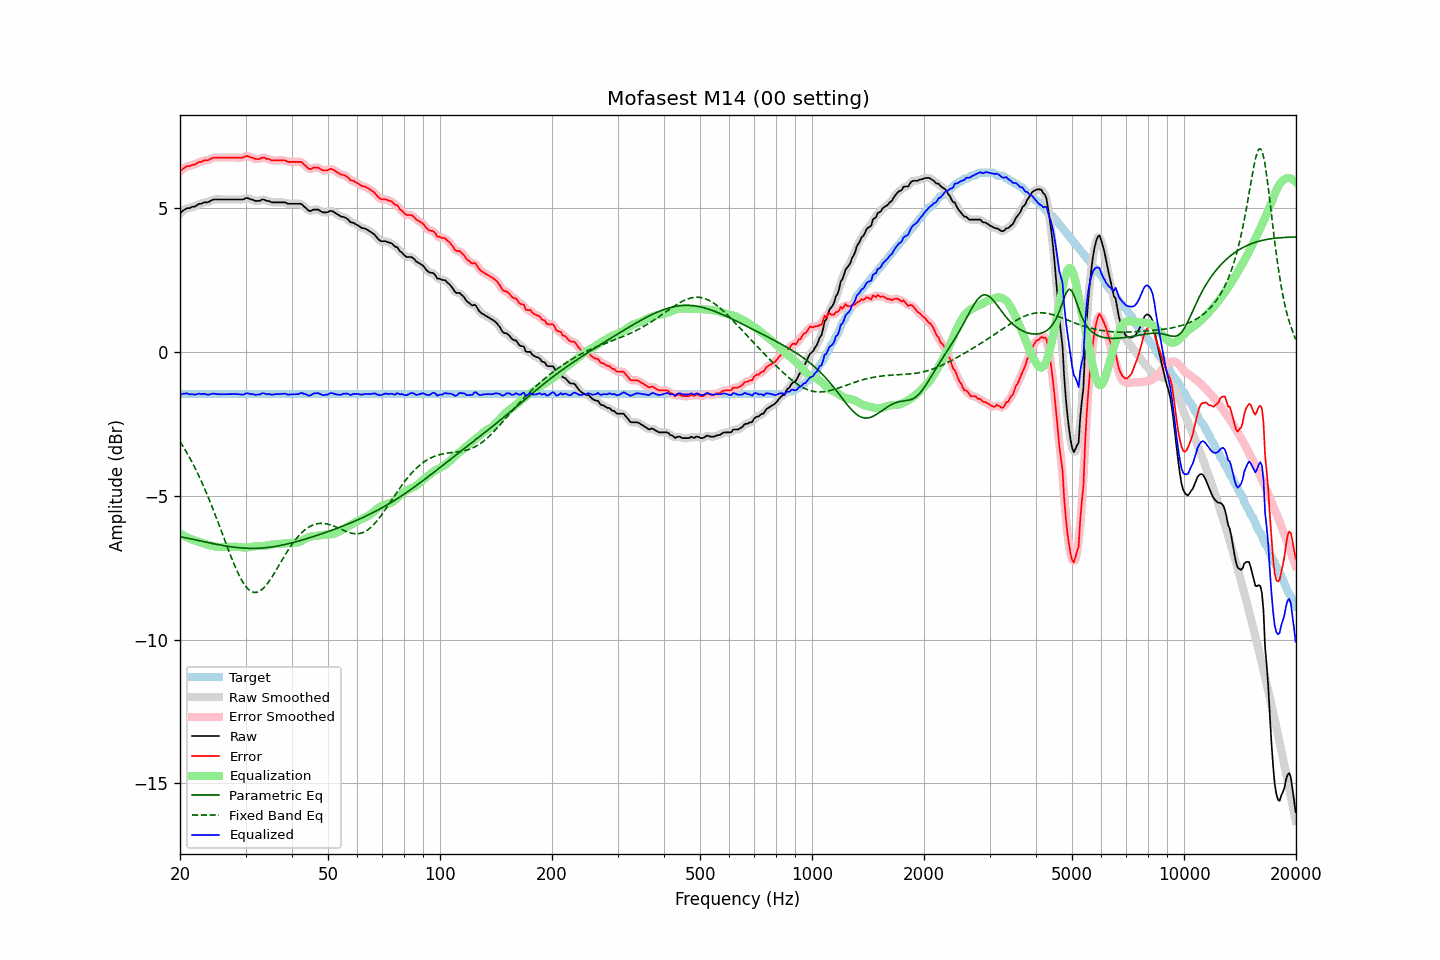 Mofasest M14 (00 setting)
Amplitude (dBr)
5
0
−5
−10
−15
Target
Raw Smoothed
Error Smoothed
Raw
Error
Equalization
Parametric Eq
Fixed Band Eq
Equalized
20 50 100 200 500 1000 2000 5000 10000 20000
Frequency (Hz)